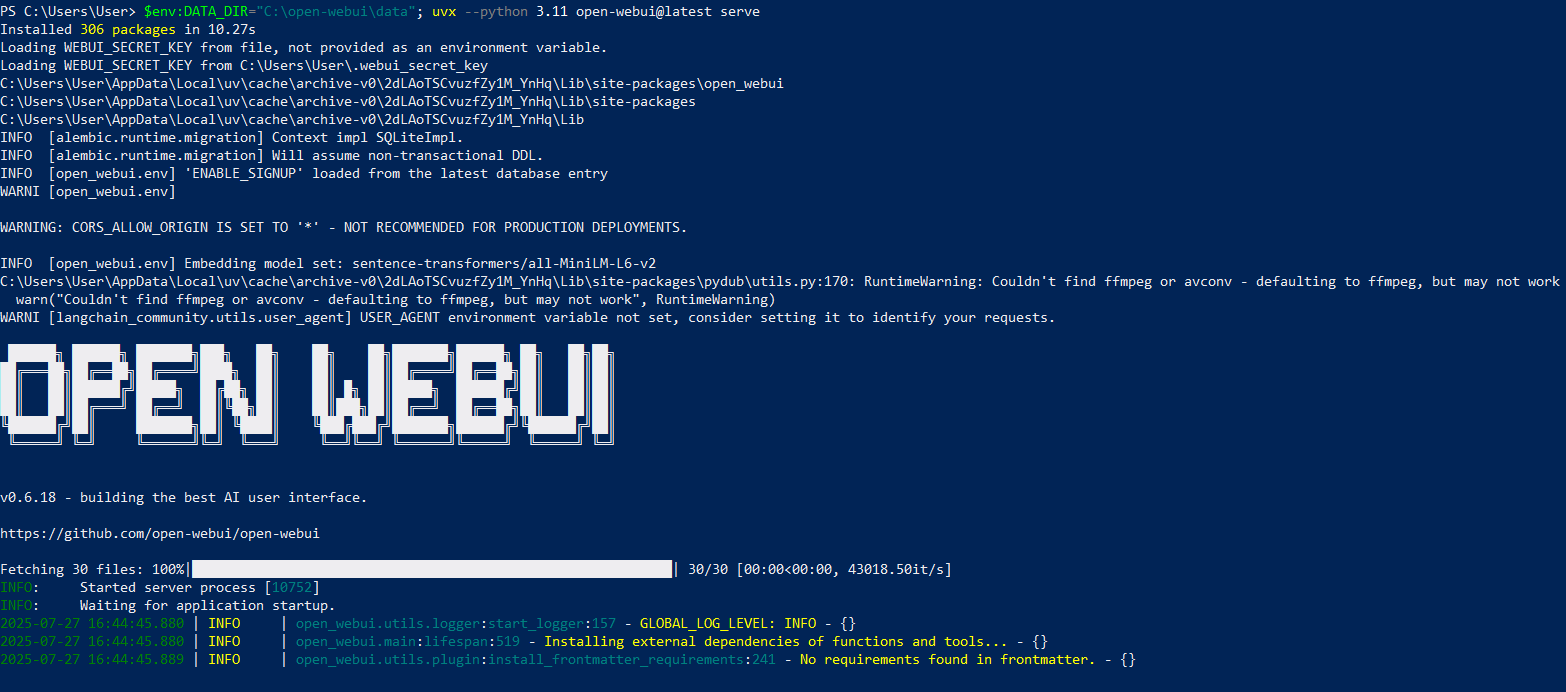 PS C:\Users\User> $env:DATA_DIR="C:\open-webui\data"; uvx --python 3.11 open-webui@latest serve
Installed 306 packages in 10.27s
Loading WEBUI_SECRET_KEY from file, not provided as an environment variable.
Loading WEBUI_SECRET_KEY from C:\Users\User\.webui_secret_key
C:\Users\User\AppData\Local\uv\cache\archive-v0\2dLAoTSCvuzfZy1M_YnHq\Lib\site-packages\open_webui
C:\Users\User\AppData\Local\uv\cache\archive-v0\2dLAoTSCvuzfZy1M_YnHq\Lib\site-packages
C:\Users\User\AppData\Local\uv\cache\archive-v0\2dLAoTSCvuzfZy1M_YnHq\Lib
INFO  [alembic.runtime.migration] Context impl SQLiteImpl.
INFO  [alembic.runtime.migration] Will assume non-transactional DDL.
INFO  [open_webui.env] 'ENABLE_SIGNUP' loaded from the latest database entry
WARNI [open_webui.env]
WARNING: CORS_ALLOW_ORIGIN IS SET TO '*' - NOT RECOMMENDED FOR PRODUCTION DEPLOYMENTS.
INFO  [open_webui.env] Embedding model set: sentence-transformers/all-MiniLM-L6-v2
C:\Users\User\AppData\Local\uv\cache\archive-v0\2dLAoTSCvuzfZy1M_YnHq\Lib\site-packages\pydub\utils.py:170: RuntimeWarning: Couldn't find ffmpeg or avconv - defaulting to ffmpeg, but may not work
  warn("Couldn't find ffmpeg or avconv - defaulting to ffmpeg, but may not work", RuntimeWarning)
WARNI [langchain_community.utils.user_agent] USER_AGENT environment variable not set, consider setting it to identify your requests.
OPEN WEBUI
v0.6.18 - building the best AI user interface.
https://github.com/open-webui/open-webui
Fetching 30 files: 100%|| 30/30 [00:00<00:00, 43018.50it/s]
INFO:     Started server process [10752]
INFO:     Waiting for application startup.
2025-07-27 16:44:45.880 | INFO     | open_webui.utils.logger:start_logger:157 - GLOBAL_LOG_LEVEL: INFO - {}
2025-07-27 16:44:45.880 | INFO     | open_webui.main:lifespan:519 - Installing external dependencies of functions and tools... - {}
2025-07-27 16:44:45.889 | INFO     | open_webui.utils.plugin:install_frontmatter_requirements:241 - No requirements found in frontmatter. - {}